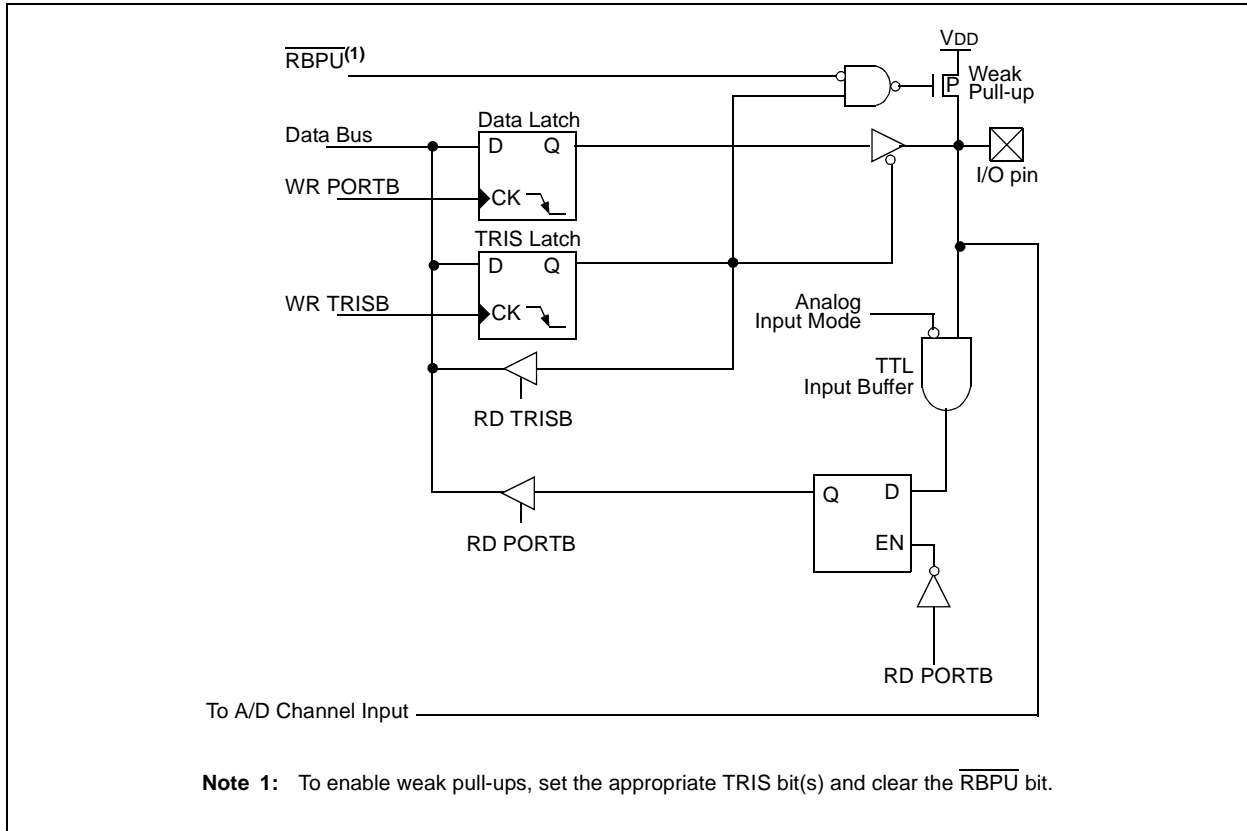 VDD
RBPU(1)
Weak
Pull-up
P
Data Latch
Data Bus
D Q
I/O pin
WR PORTB
CK
TRIS Latch
D Q
WR TRISB
CK
Analog
Input Mode
TTL
Input Buffer
RD TRISB
Q D
EN
RD PORTB
RD PORTB
To A/D Channel Input
Note 1: To enable weak pull-ups, set the appropriate TRIS bit(s) and clear the RBPU bit.